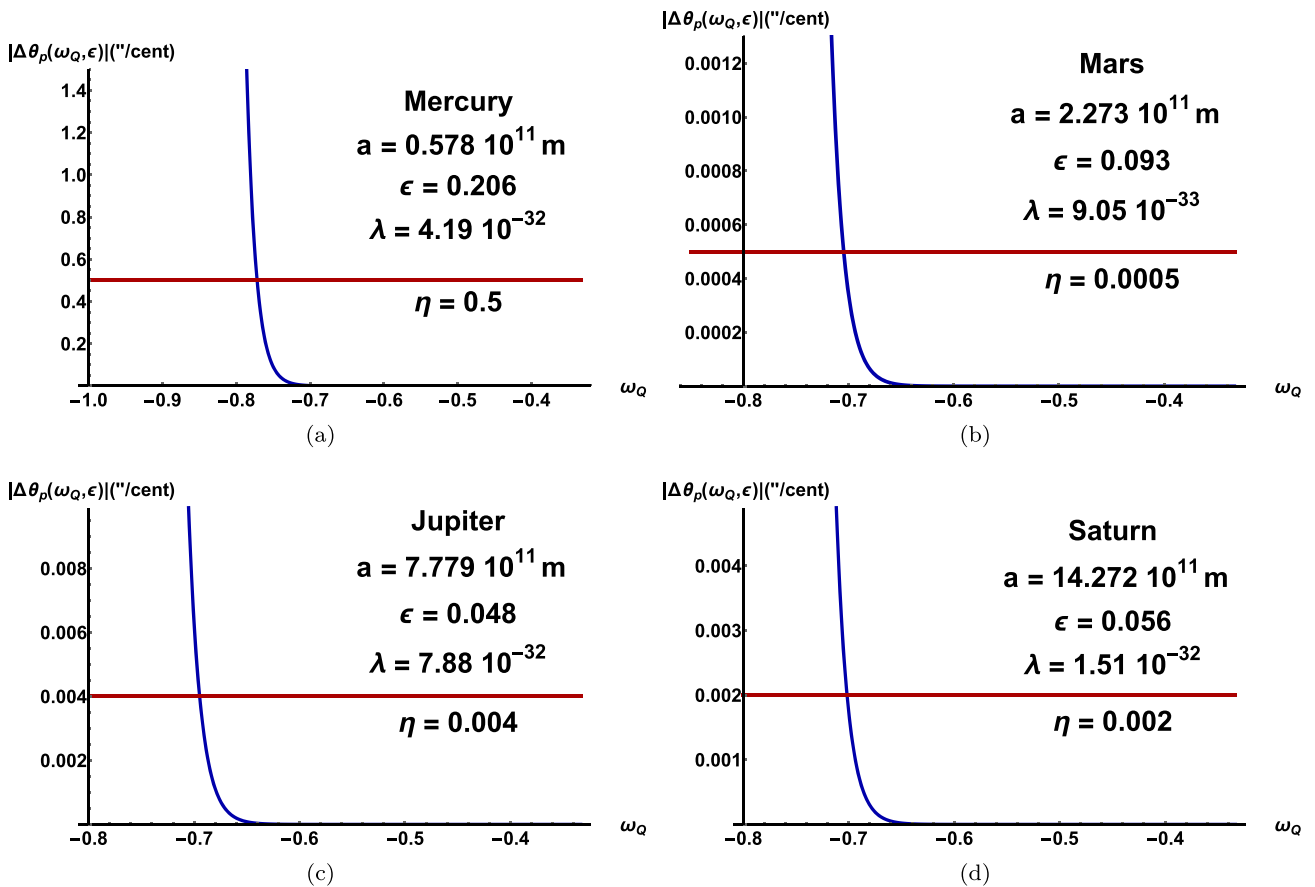 |Δθp(ωQ,ϵ)|("/cent)
1.4
1.2
1.0
0.8
0.6
0.4
0.2
Mercury
a = 0.578 10^11 m
ϵ = 0.206
λ = 4.19 10^−32
η = 0.5
−1.0 −0.9 −0.8 −0.7 −0.6 −0.5 −0.4 ωQ
(a)
|Δθp(ωQ,ϵ)|("/cent)
0.0012
0.0010
0.0008
0.0006
0.0004
0.0002
Mars
a = 2.273 10^11 m
ϵ = 0.093
λ = 9.05 10^−33
η = 0.0005
−0.8 −0.7 −0.6 −0.5 −0.4 ωQ
(b)
|Δθp(ωQ,ϵ)|("/cent)
0.008
0.006
0.004
0.002
Jupiter
a = 7.779 10^11 m
ϵ = 0.048
λ = 7.88 10^−32
η = 0.004
−0.8 −0.7 −0.6 −0.5 −0.4 ωQ
(c)
|Δθp(ωQ,ϵ)|("/cent)
0.004
0.003
0.002
0.001
Saturn
a = 14.272 10^11 m
ϵ = 0.056
λ = 1.51 10^−32
η = 0.002
−0.8 −0.7 −0.6 −0.5 −0.4 ωQ
(d)